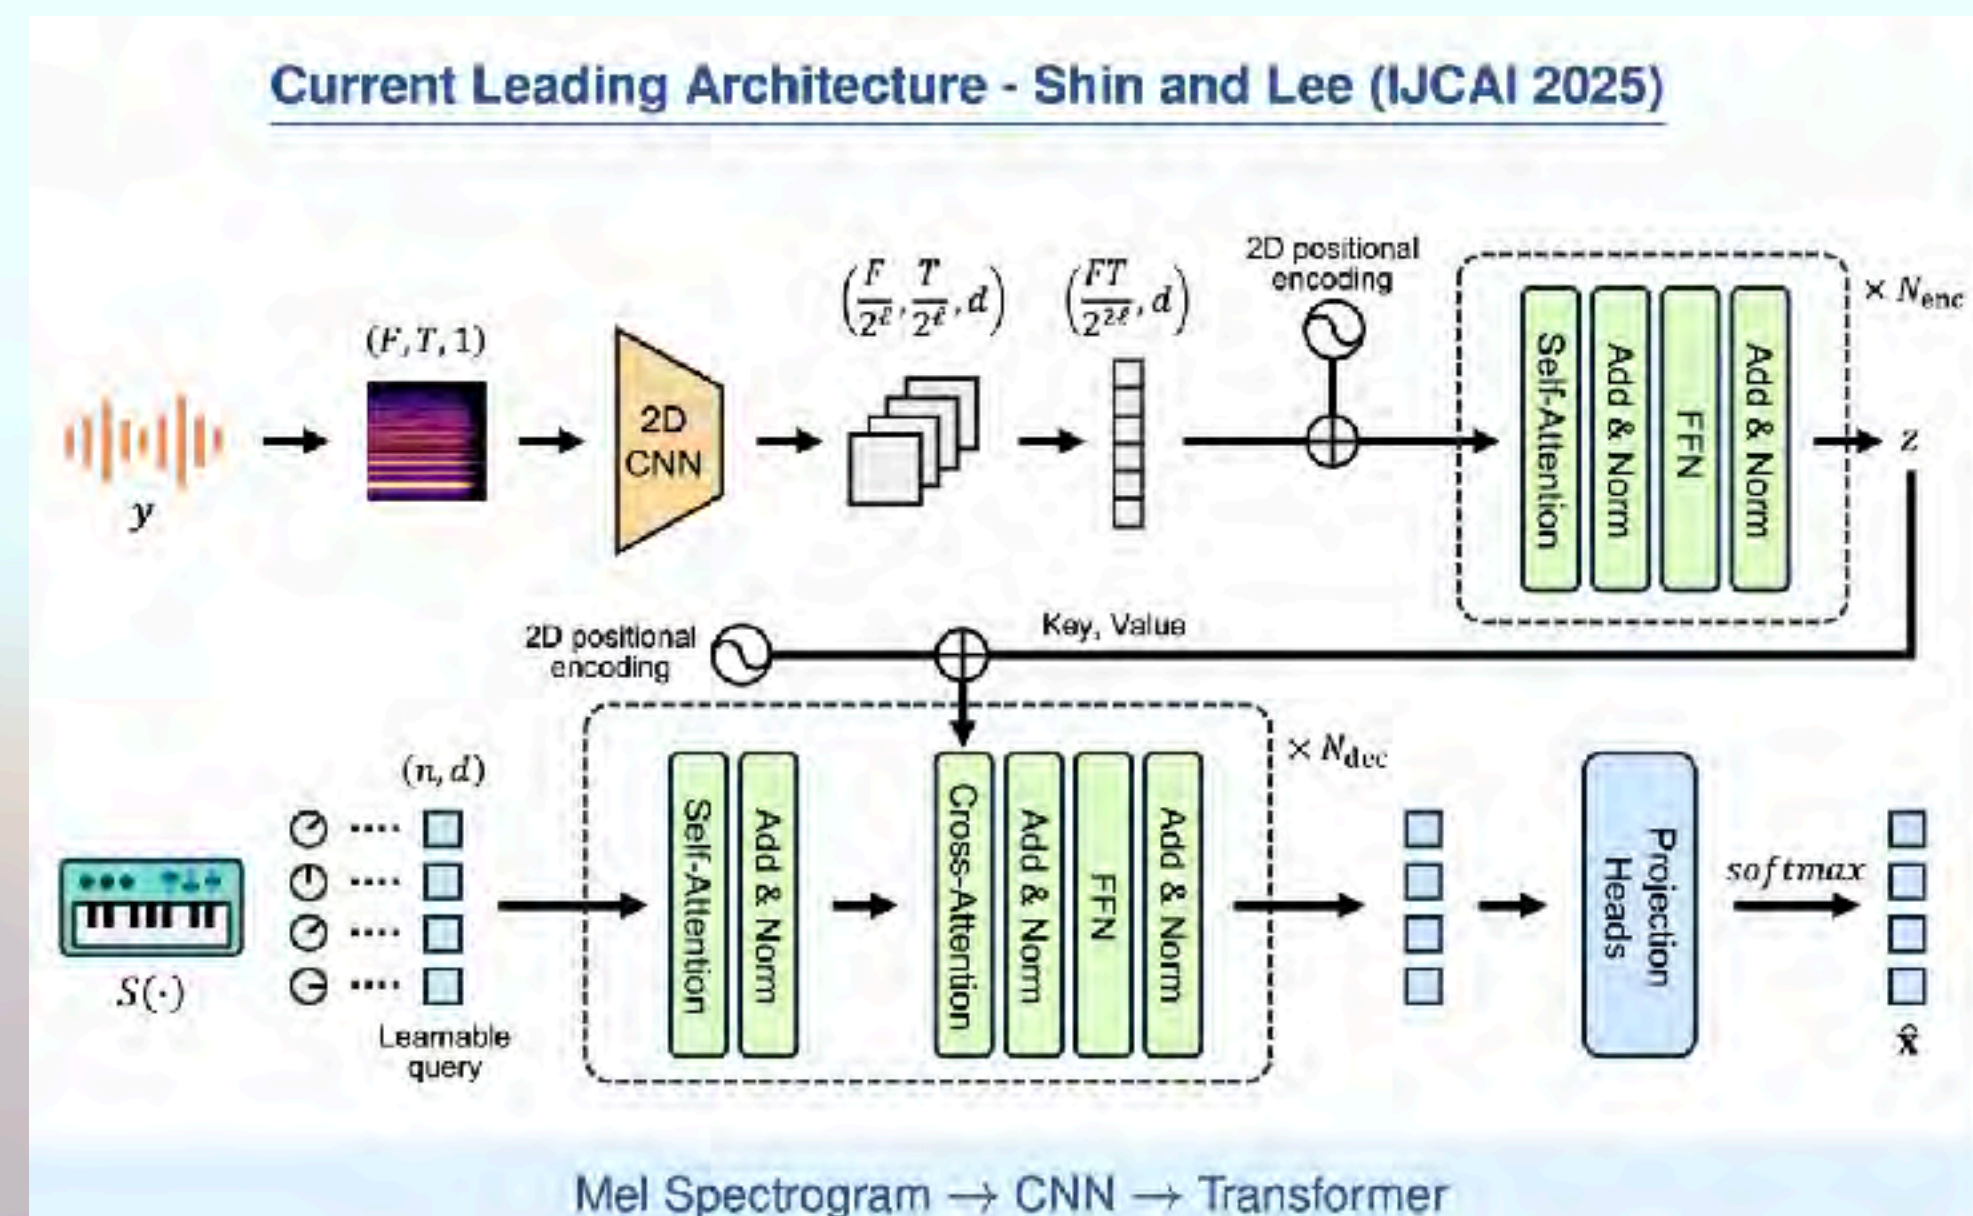 Current Leading Architecture - Shin and Lee (IJCAI 2025)
2D positional
encoding
(F/2^ℓ, T/2^ℓ, d)
(FT/2^{2ℓ}, d)
× N_enc
(F, T, 1)
2D
CNN
Self-Attention
Add & Norm
FFN
Add & Norm
z
y
2D positional
encoding
Key, Value
× N_dec
(n, d)
Self-Attention
Add & Norm
Cross-Attention
Add & Norm
FFN
Add & Norm
Projection
Heads
softmax
S(·)
Learnable
query
x̂
Mel Spectrogram → CNN → Transformer